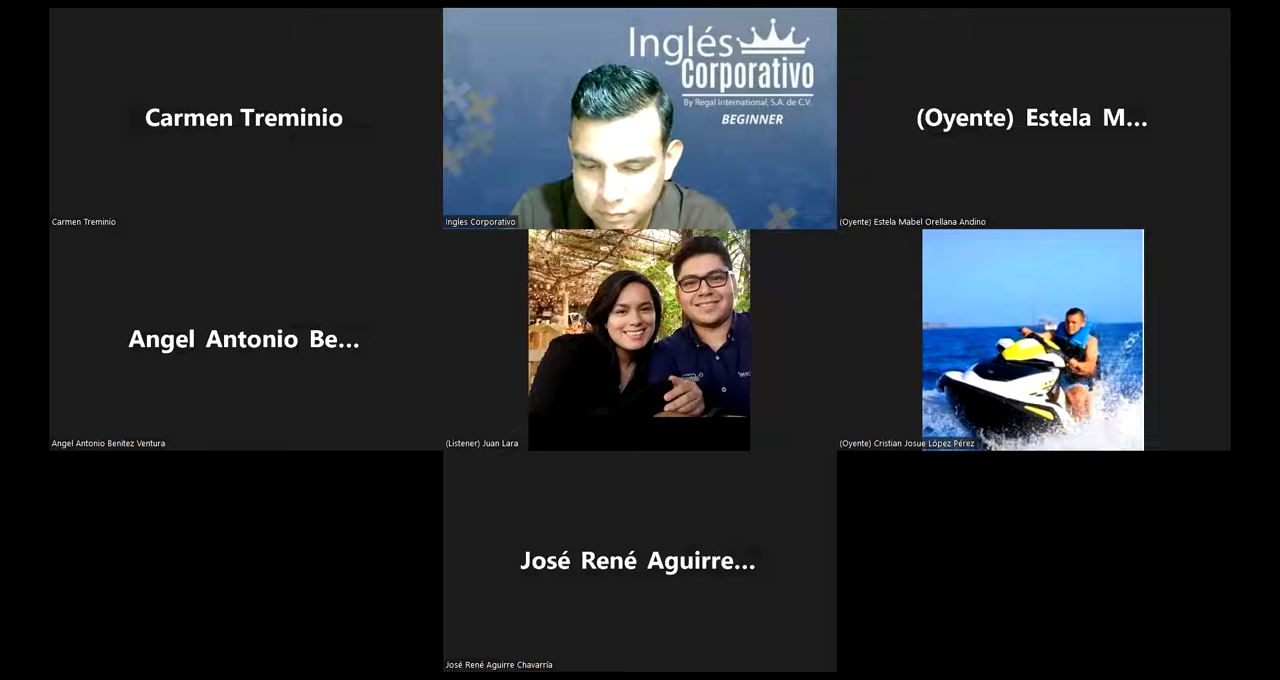 Carmen Treminio
Carmen Treminio
Inglés
Corporativo
By Regal International, S.A. de C.V.
BEGINNER
Ingles Corporativo
(Oyente) Estela M...
(Oyente) Estela Mabel Orellana Andino
Angel Antonio Be...
Angel Antonio Benitez Ventura
(Listener) Juan Lara
(Oyente) Cristian Josue López Pérez
José René Aguirre...
José René Aguirre Chavarría